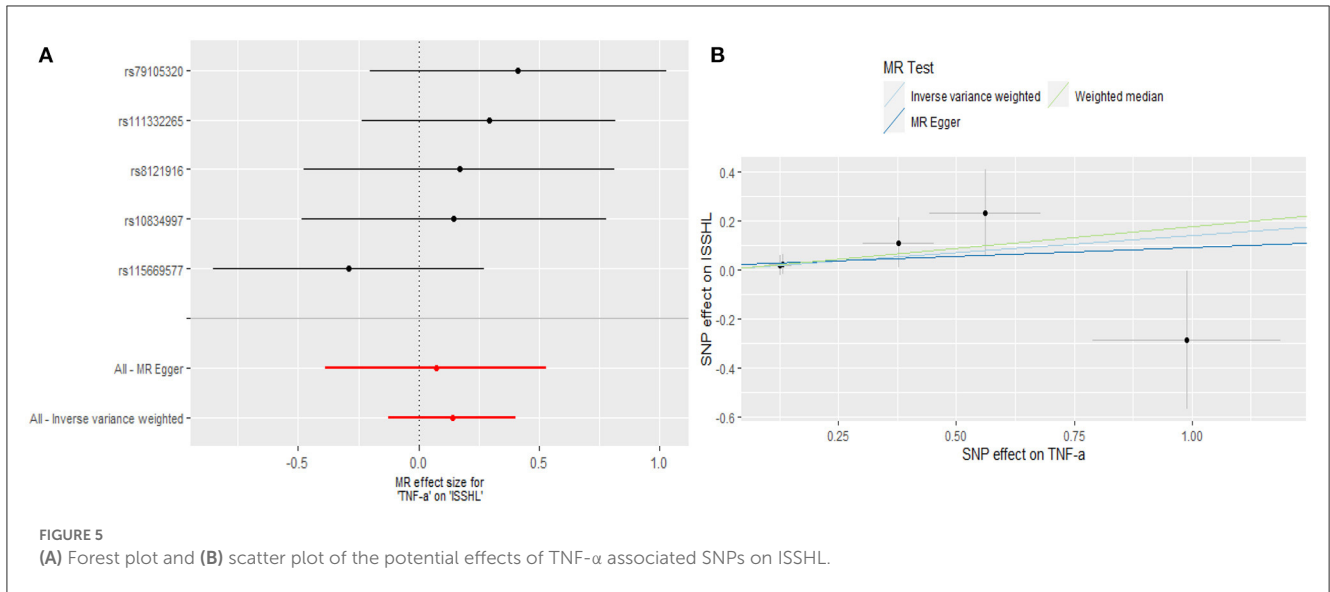 A
rs79105320
rs111332265
rs8121916
rs10834997
rs115669577
All - MR Egger
All - Inverse variance weighted
-0.5
0.0
0.5
1.0
MR effect size for
'TNF-a' on 'ISSHL'
B
MR Test
Inverse variance weighted
Weighted median
MR Egger
SNP effect on ISSHL
0.4
0.2
0.0
-0.2
-0.4
-0.6
0.25
0.50
0.75
1.00
SNP effect on TNF-a
FIGURE 5
(A) Forest plot and (B) scatter plot of the potential effects of TNF-α associated SNPs on ISSHL.